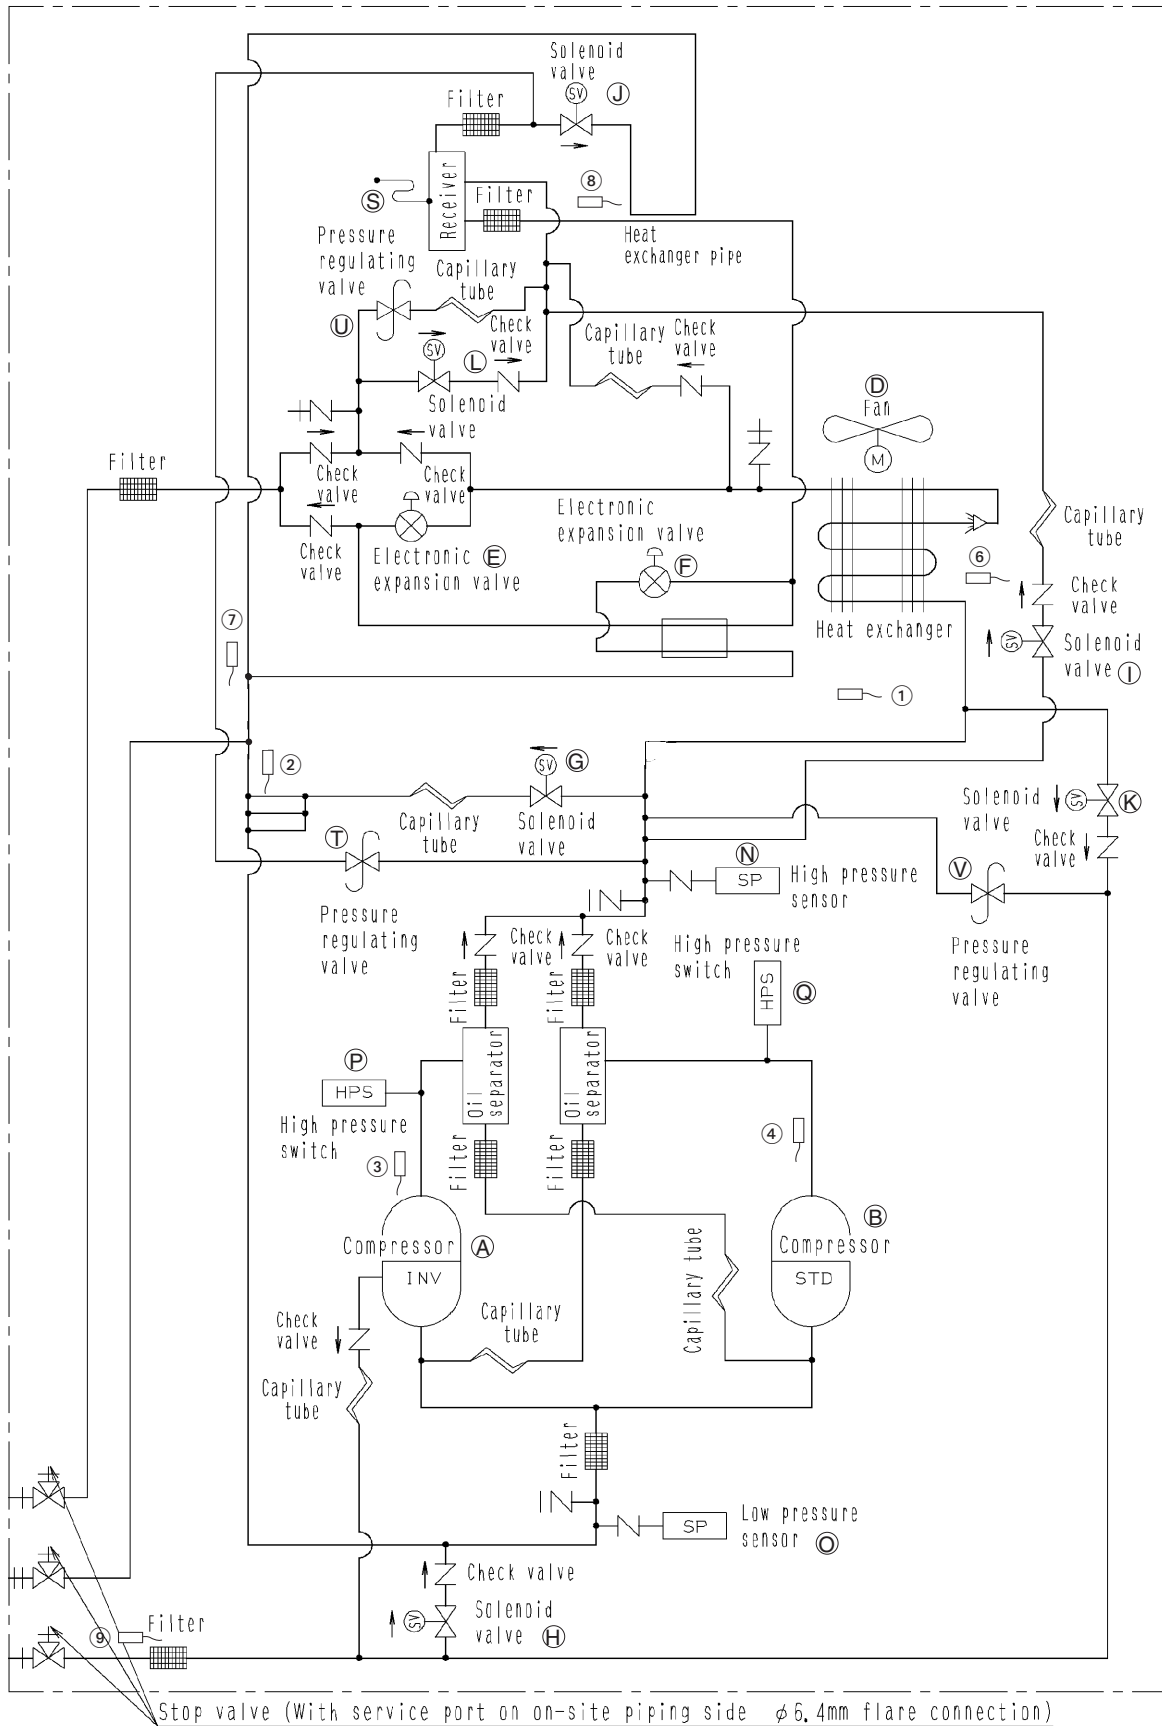 Solenoid
valve
SV
J
Filter
Receiver
S
Filter
8
Heat
exchanger pipe
Pressure
regulating
valve
Capillary
tube
U
Check
valve
SV
L
Solenoid
valve
Capillary
tube
Check
valve
D
Fan
M
Filter
Check
valve
Check
valve
Check
valve
Electronic
expansion valve
E
Electronic
expansion valve
F
Capillary
tube
6
Check
valve
Heat exchanger
SV
Solenoid
valve
I
7
1
2
SV
G
Capillary
tube
Solenoid
valve
Solenoid
valve
SV
K
Check
valve
T
Pressure
regulating
valve
N
SP
High pressure
sensor
V
Pressure
regulating
valve
Check
valve
Check
valve
High pressure
switch
HPS
Q
Filter
Filter
Oil
separator
Oil
separator
P
HPS
High pressure
switch
3
4
Filter
Filter
Compressor
A
INV
B
Compressor
STD
Check
valve
Capillary
tube
Capillary tube
Capillary
tube
Filter
SP
Low pressure
sensor
O
Check valve
SV
Solenoid
valve
H
9
Filter
Stop valve (With service port on on-site piping side φ6.4mm flare connection)